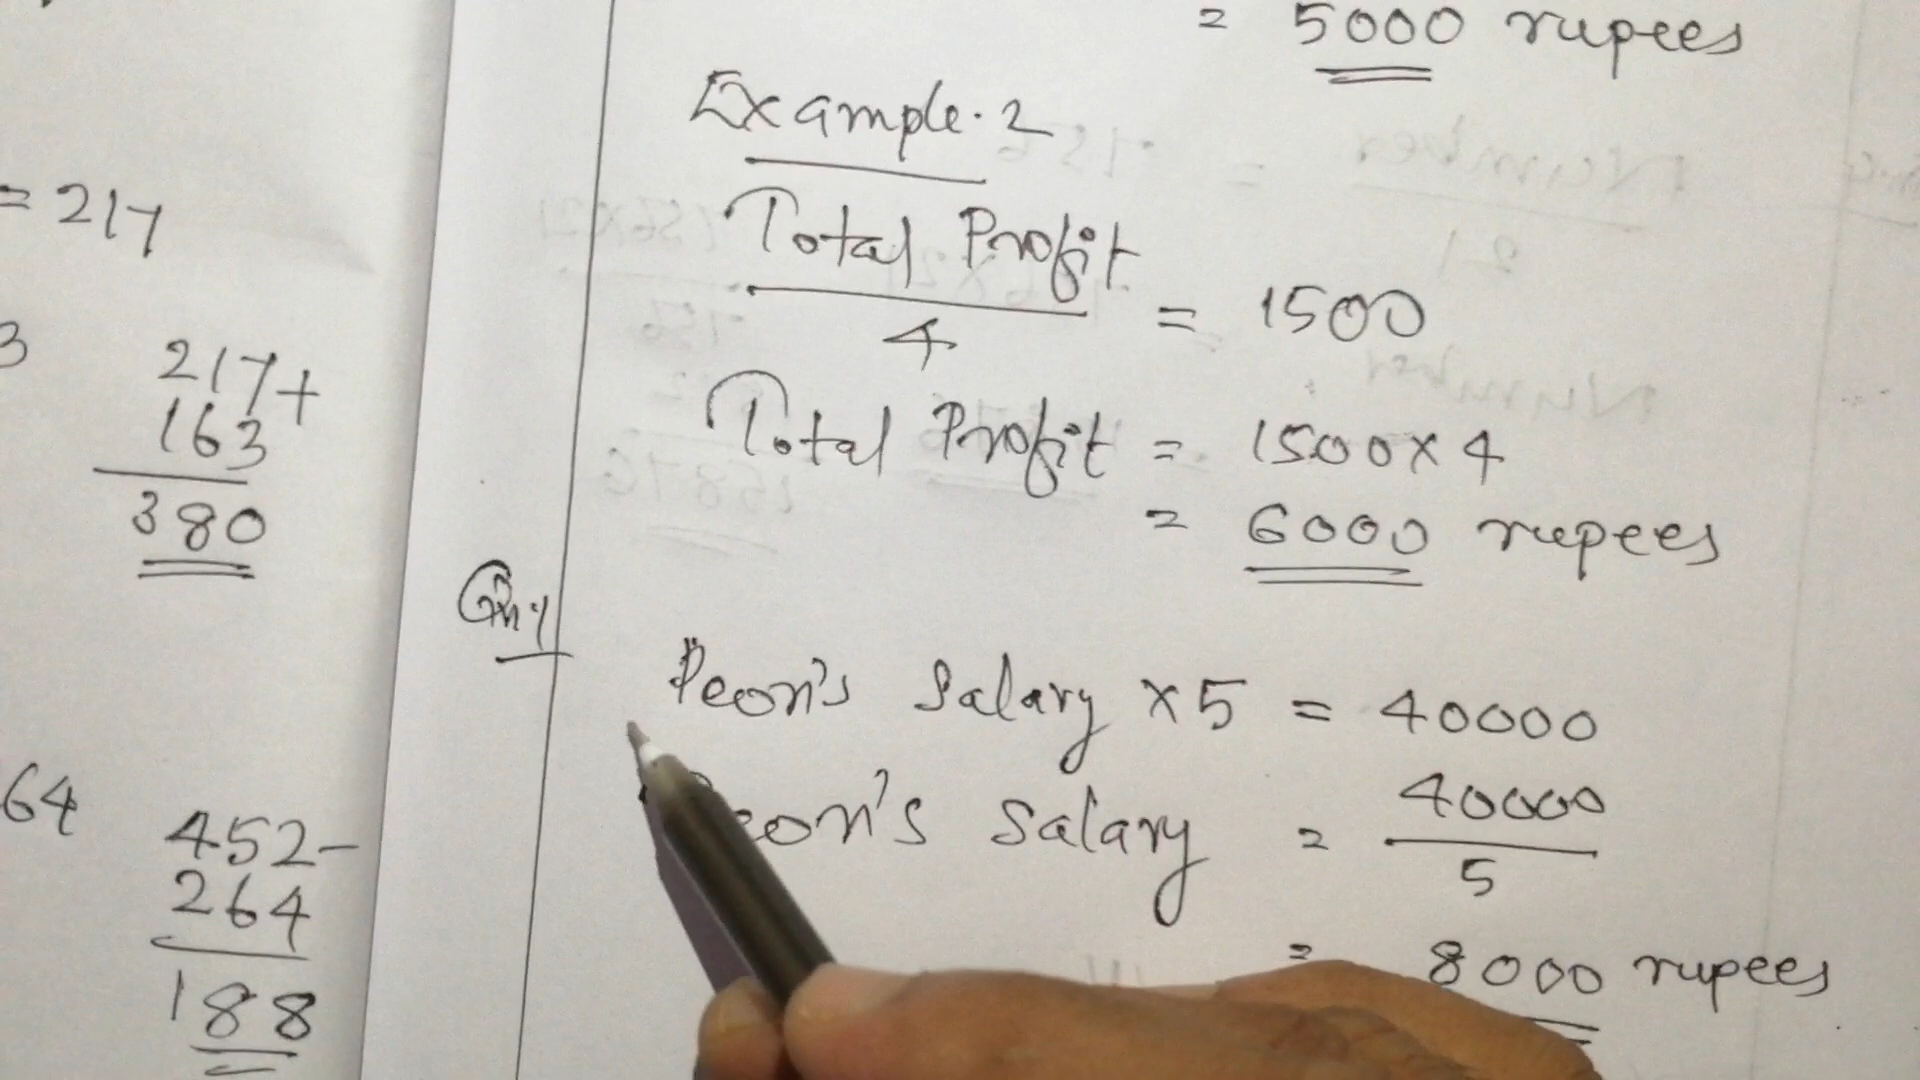 = 217
3
217+
163
380
64
452-
264
188
= 5000 rupees
Example. 2
Total Profit
4
= 1500
Total Profit = 1500 x 4
= 6000 rupees
Peon's Salary x 5 = 40000
Peon's Salary = 40000
5
= 8000 rupees